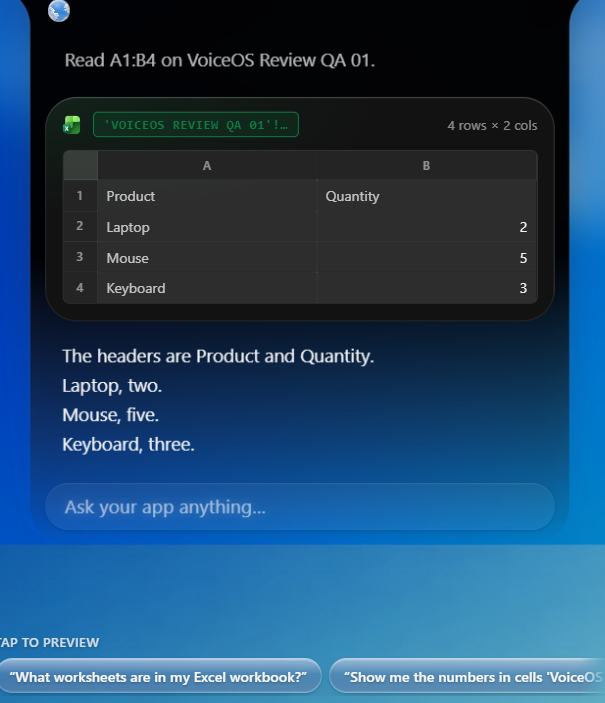 Read A1:B4 on VoiceOS Review QA 01.
'VOICEOS REVIEW QA 01'!… 4 rows × 2 cols
A B
1 Product Quantity
2 Laptop 2
3 Mouse 5
4 Keyboard 3
The headers are Product and Quantity.
Laptop, two.
Mouse, five.
Keyboard, three.
Ask your app anything...
TAP TO PREVIEW
“What worksheets are in my Excel workbook?” “Show me the numbers in cells 'VoiceOS